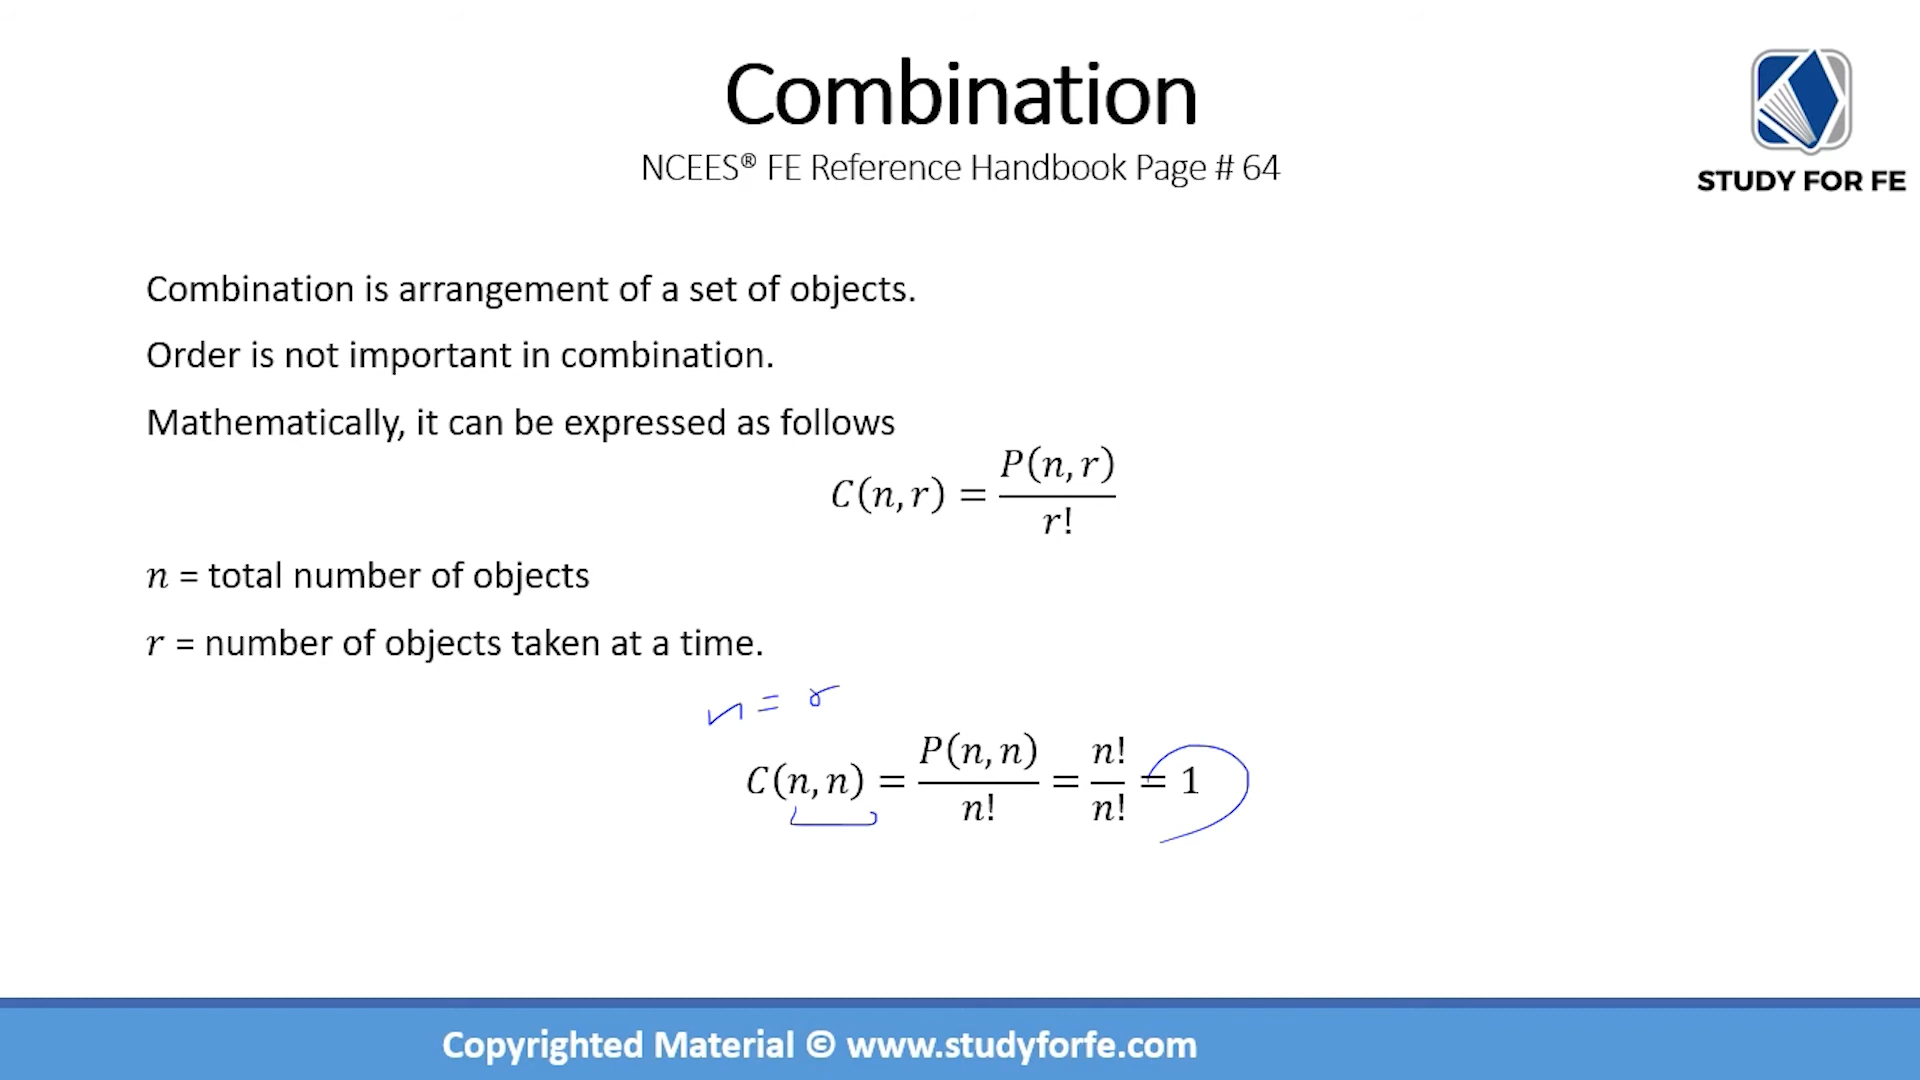 Combination
NCEES® FE Reference Handbook Page # 64
STUDY FOR FE
Combination is arrangement of a set of objects.
Order is not important in combination.
Mathematically, it can be expressed as follows
C(n, r) = P(n, r) / r!
n = total number of objects
r = number of objects taken at a time.
n = r
C(n, n) = P(n, n) / n! = n! / n! = 1
Copyrighted Material © www.studyforfe.com